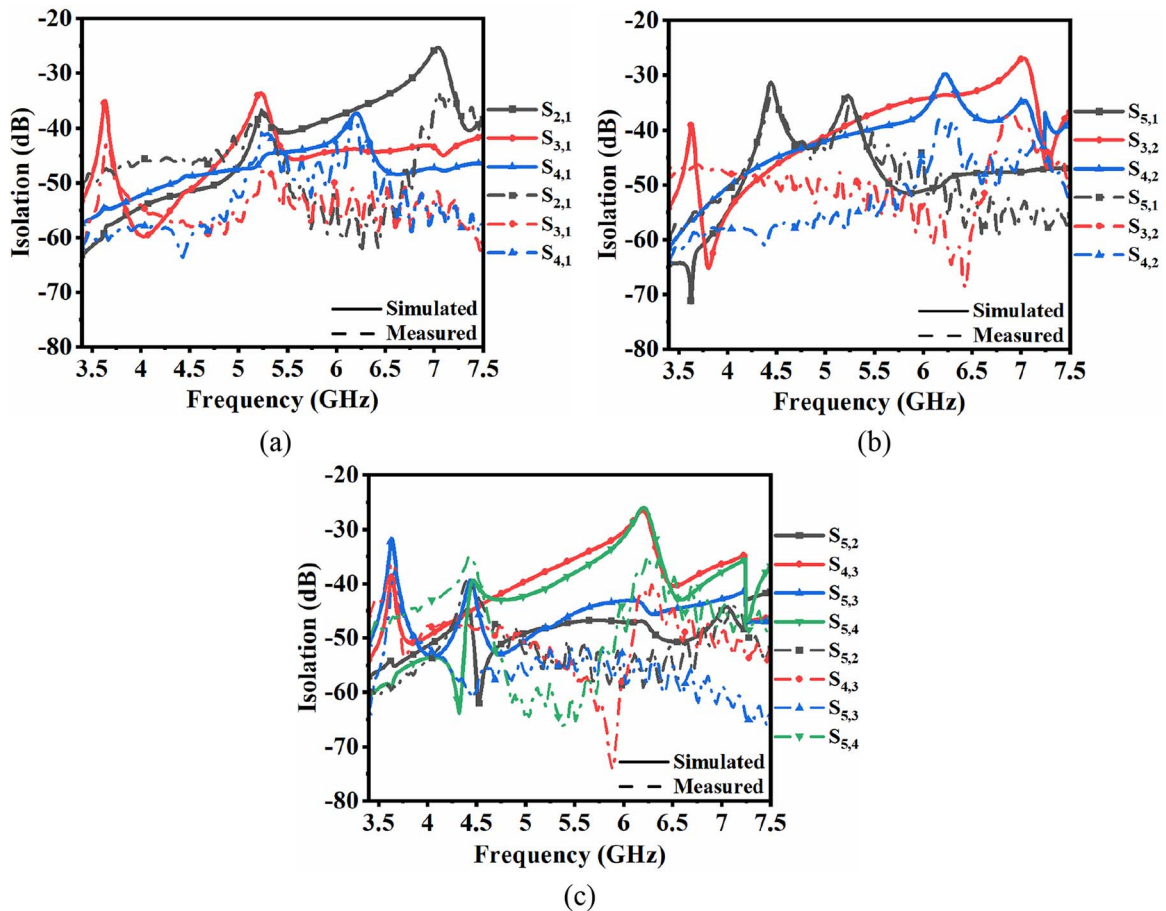 -20
-30
-40
-50
-60
-70
-80
Isolation (dB)
3.5 4 4.5 5 5.5 6 6.5 7 7.5
Frequency (GHz)
S2,1
S3,1
S4,1
S2,1
S3,1
S4,1
Simulated
Measured
(a)
-20
-30
-40
-50
-60
-70
-80
Isolation (dB)
3.5 4 4.5 5 5.5 6 6.5 7 7.5
Frequency (GHz)
S5,1
S3,2
S4,2
S5,1
S3,2
S4,2
Simulated
Measured
(b)
-20
-30
-40
-50
-60
-70
-80
Isolation (dB)
3.5 4 4.5 5 5.5 6 6.5 7 7.5
Frequency (GHz)
S5,2
S4,3
S5,3
S5,4
S5,2
S4,3
S5,3
S5,4
Simulated
Measured
(c)